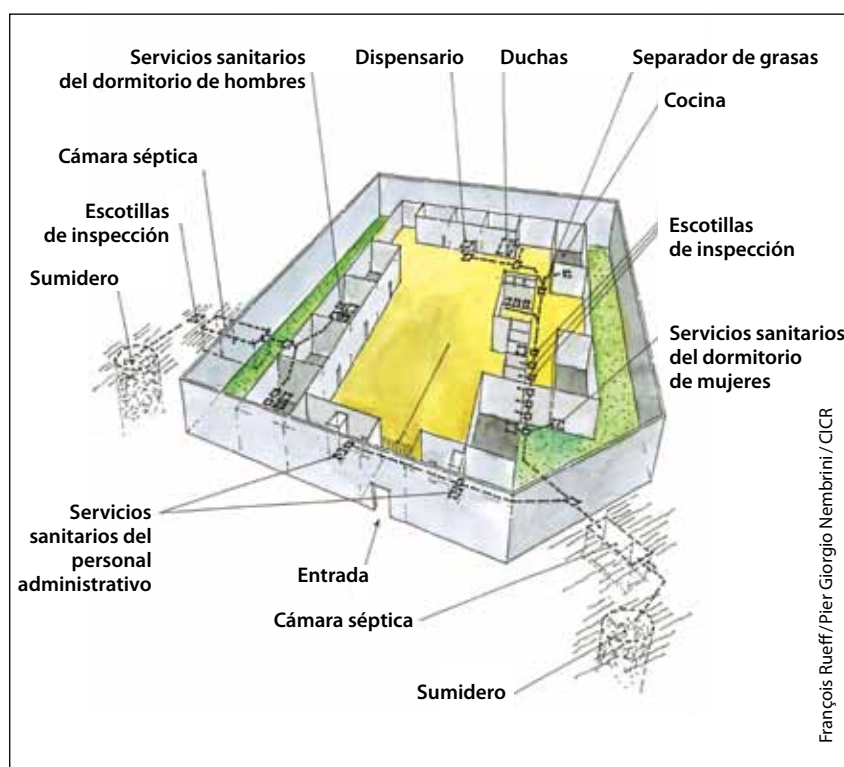 Servicios sanitarios
del dormitorio de hombres
Dispensario
Duchas
Separador de grasas
Cocina
Cámara séptica
Escotillas
de inspección
Sumidero
Escotillas
de inspección
Servicios sanitarios
del dormitorio
de mujeres
Servicios
sanitarios del
personal
administrativo
Entrada
Cámara séptica
Sumidero
François Rueff / Pier Giorgio Nembrini / CICR